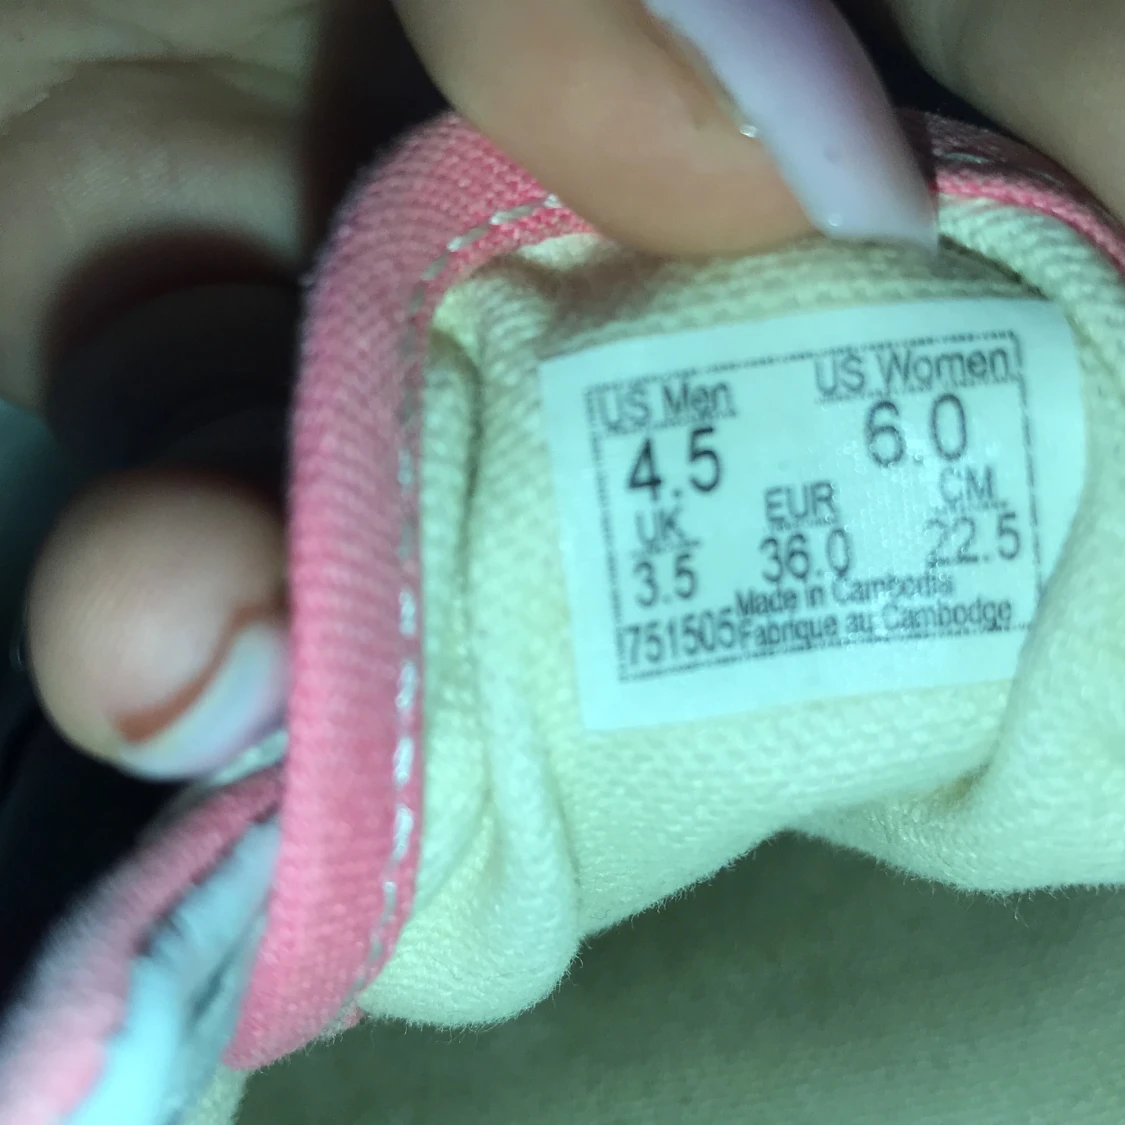 US Men US Women
4.5 6.0
UK EUR CM
3.5 36.0 22.5
Made in Cambodia
751505 Fabrique au Cambodge